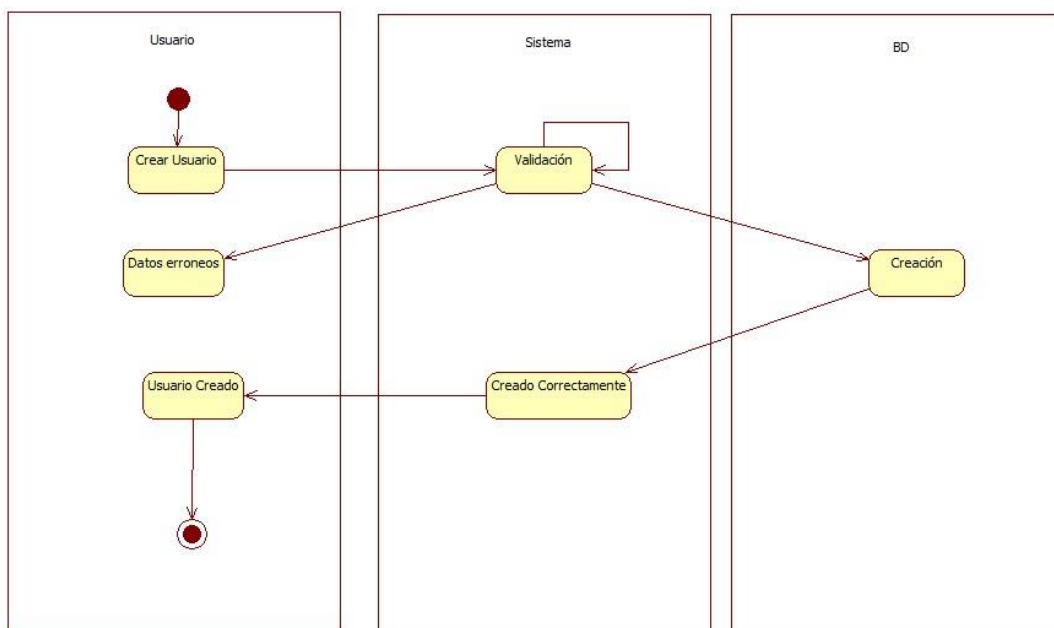 Usuario
Sistema
BD
Crear Usuario
Validación
Datos erroneos
Creación
Usuario Creado
Creado Correctamente